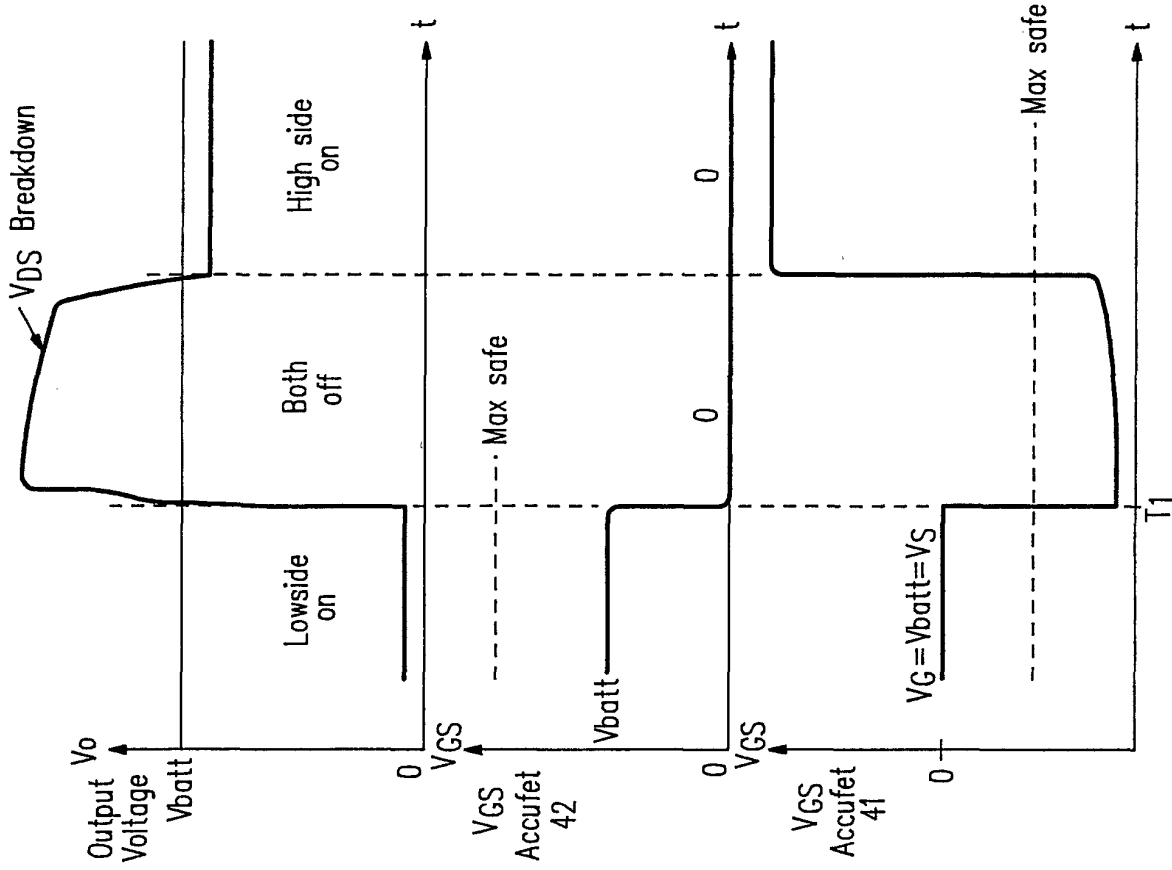 Output
Voltage
Vo
Vbatt
V_DS Breakdown
Lowside
on
Both
off
High side
on
0
t
V_GS
V_GS
Accufet
42
Max safe
Vbatt
0
0
0
t
V_GS
V_GS
Accufet
41
0
V_G=Vbatt=V_S
Max safe
T1
t